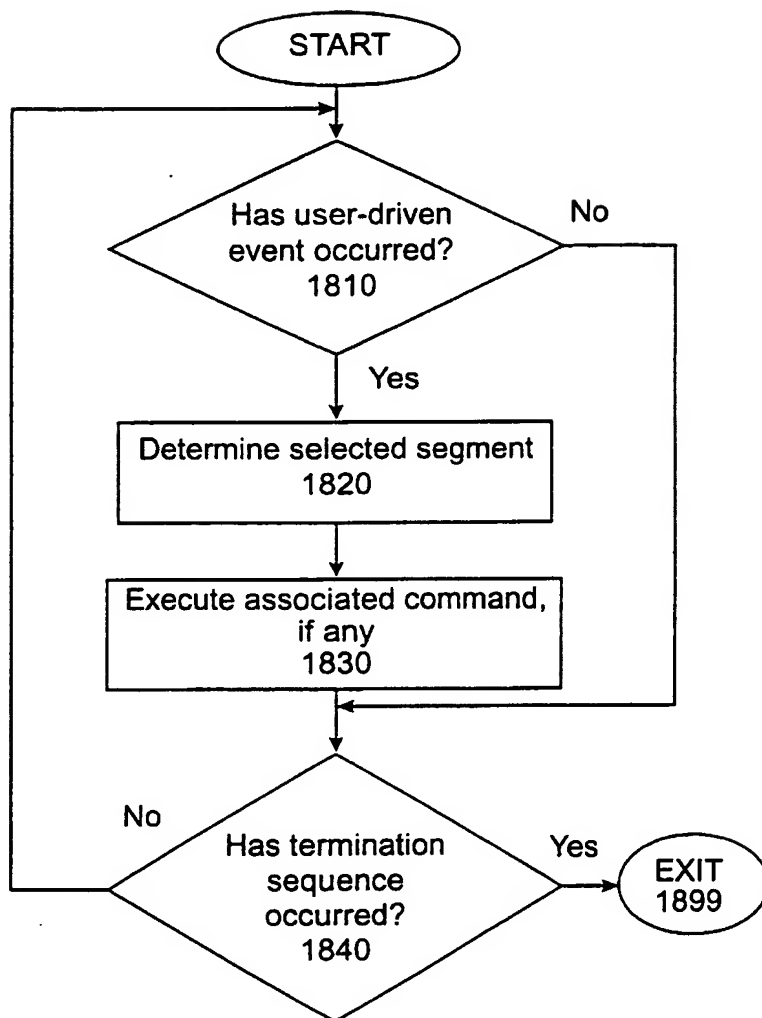 START
Has user-driven
event occurred?
1810
No
Yes
Determine selected segment
1820
Execute associated command,
if any
1830
No
Has termination
sequence
occurred?
1840
Yes
EXIT
1899